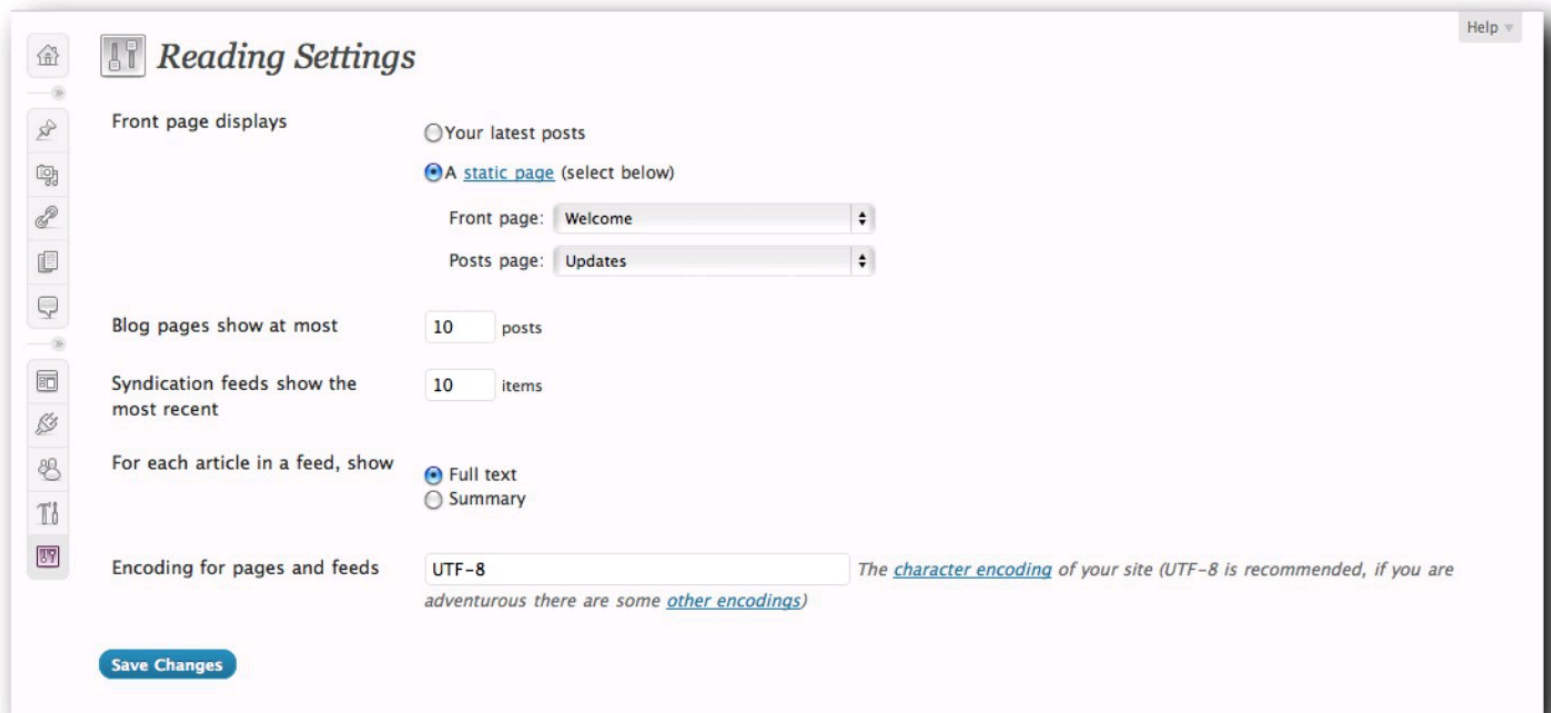 Help
Reading Settings
Front page displays
Your latest posts
A static page (select below)
Front page: Welcome
Posts page: Updates
Blog pages show at most 10 posts
Syndication feeds show the
most recent
10 items
For each article in a feed, show
Full text
Summary
Encoding for pages and feeds UTF-8 The character encoding of your site (UTF-8 is recommended, if you are
adventurous there are some other encodings)
Save Changes